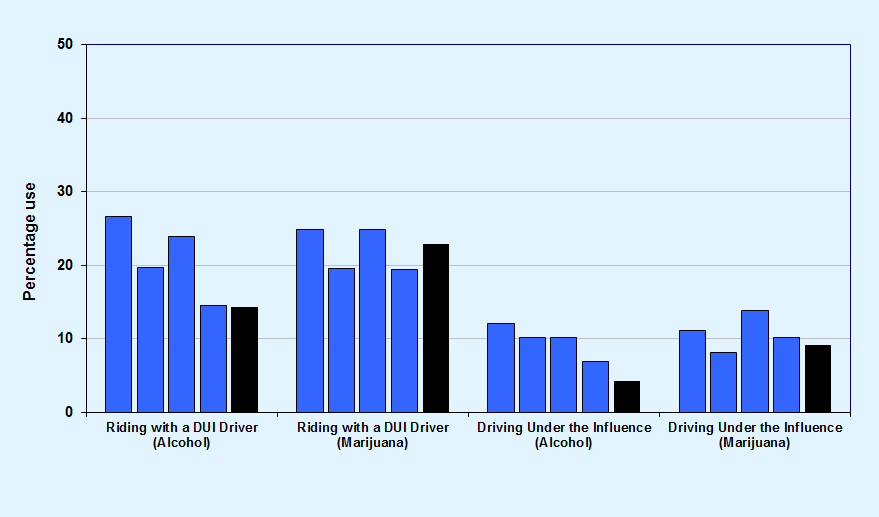 50
40
30
20
10
0
Percentage use
Riding with a DUI Driver
(Alcohol)
Riding with a DUI Driver
(Marijuana)
Driving Under the Influence
(Alcohol)
Driving Under the Influence
(Marijuana)